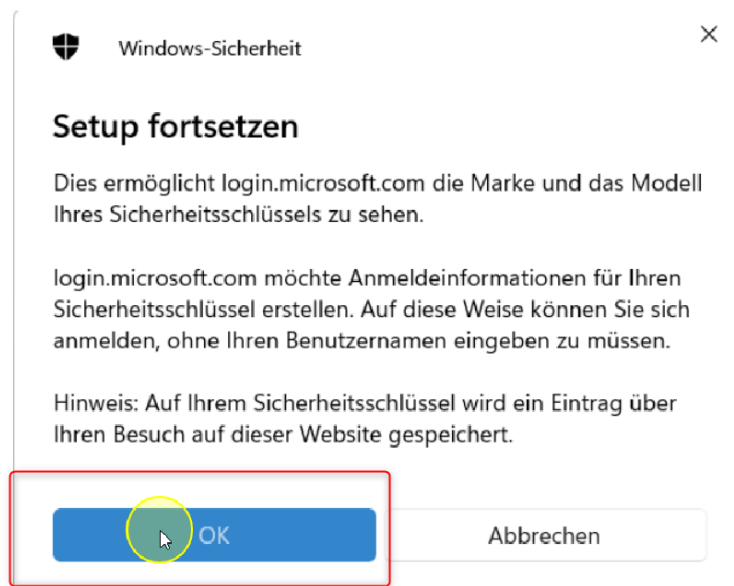 Windows-Sicherheit
Setup fortsetzen
Dies ermöglicht login.microsoft.com die Marke und das Modell
Ihres Sicherheitsschlüssels zu sehen.
login.microsoft.com möchte Anmeldeinformationen für Ihren
Sicherheitsschlüssel erstellen. Auf diese Weise können Sie sich
anmelden, ohne Ihren Benutzernamen eingeben zu müssen.
Hinweis: Auf Ihrem Sicherheitsschlüssel wird ein Eintrag über
Ihren Besuch auf dieser Website gespeichert.
OK
Abbrechen